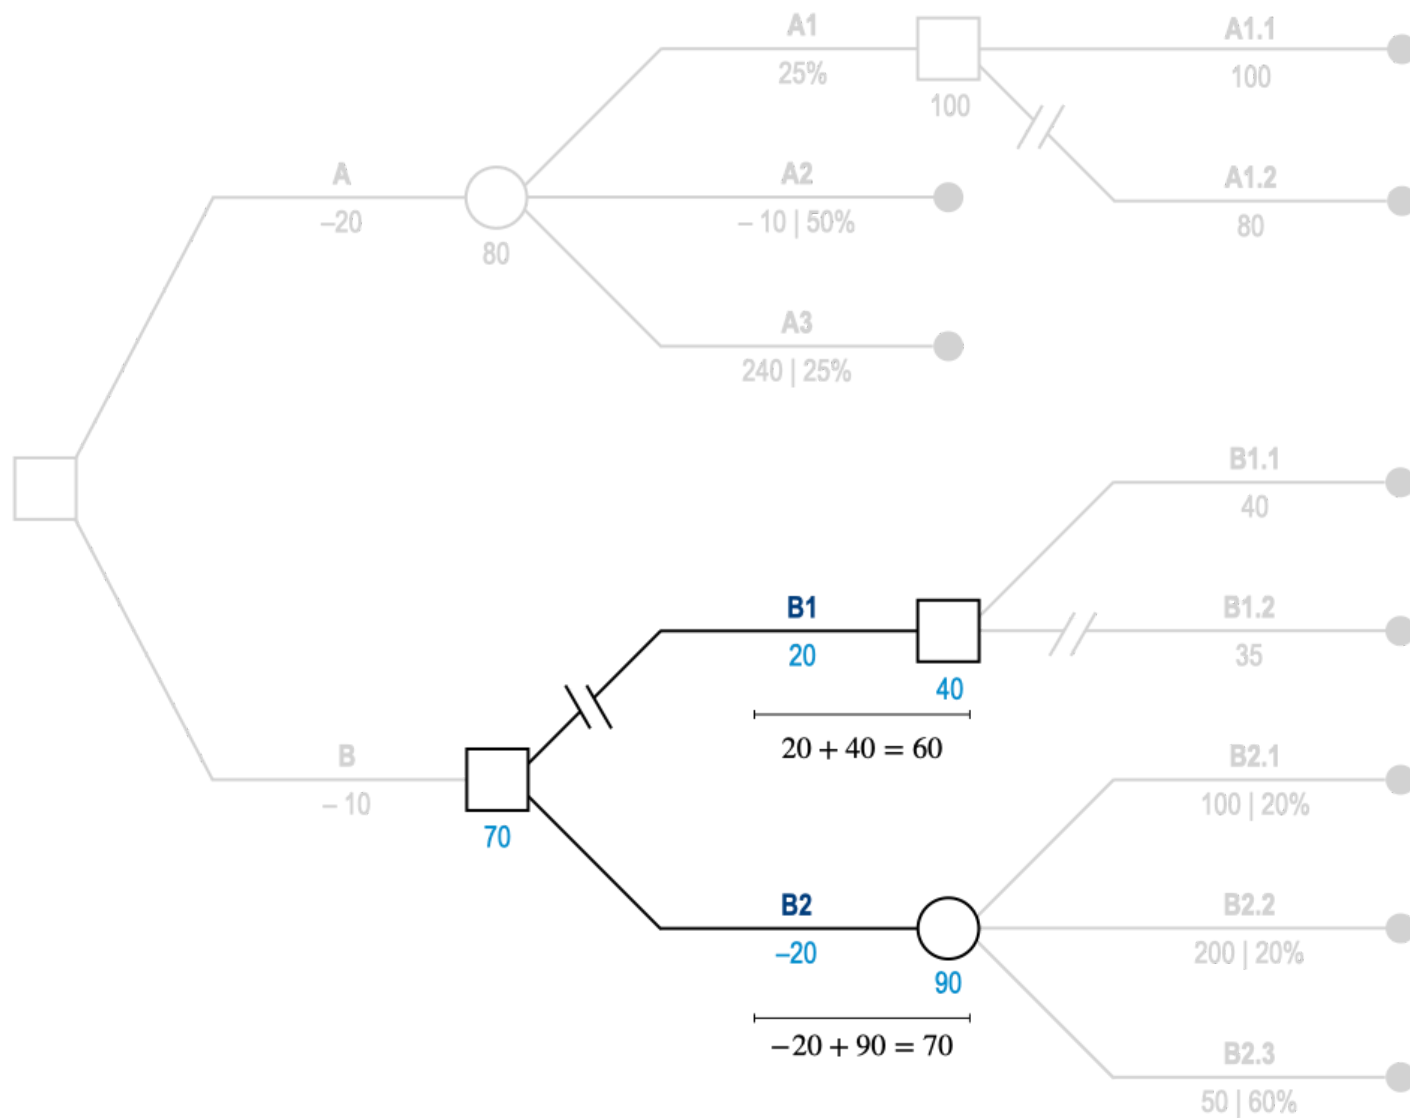 A1
25%
100
A1.1
100
A1.2
80
A
–20
80
A2
– 10 | 50%
A3
240 | 25%
B1.1
40
B1
20
40
20 + 40 = 60
B1.2
35
B
– 10
70
B2.1
100 | 20%
B2
–20
90
−20 + 90 = 70
B2.2
200 | 20%
B2.3
50 | 60%